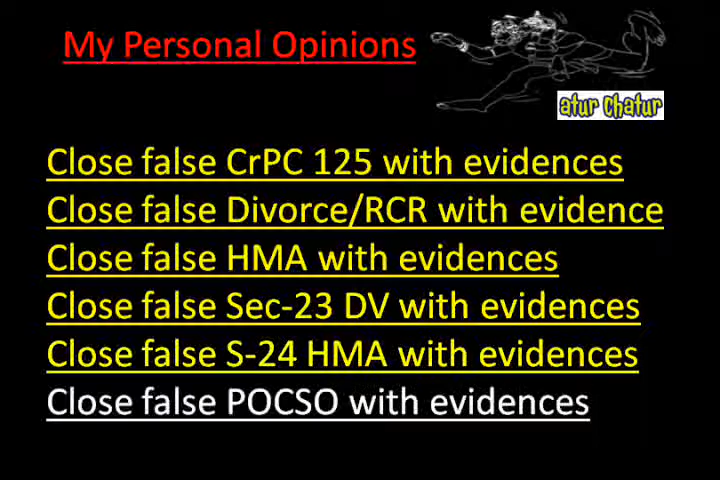 My Personal Opinions
atur chatur
Close false CrPC 125 with evidences
Close false Divorce/RCR with evidence
Close false HMA with evidences
Close false Sec-23 DV with evidences
Close false S-24 HMA with evidences
Close false POCSO with evidences